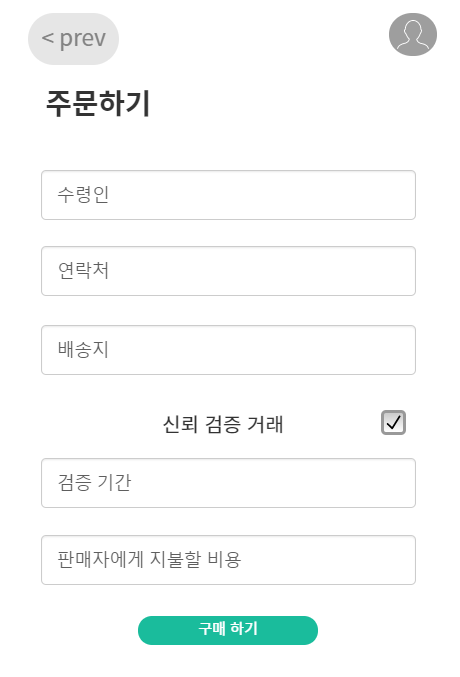 < prev
주문하기
수령인
연락처
배송지
신뢰 검증 거래
검증 기간
판매자에게 지불할 비용
구매 하기